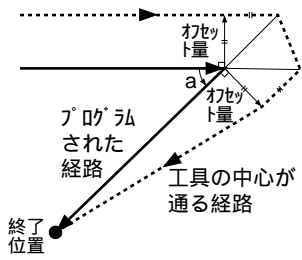 オフセッ
ト量
a
オフセッ
ト量
プログラム
された
経路
工具の中心が
通る経路
終了
位置